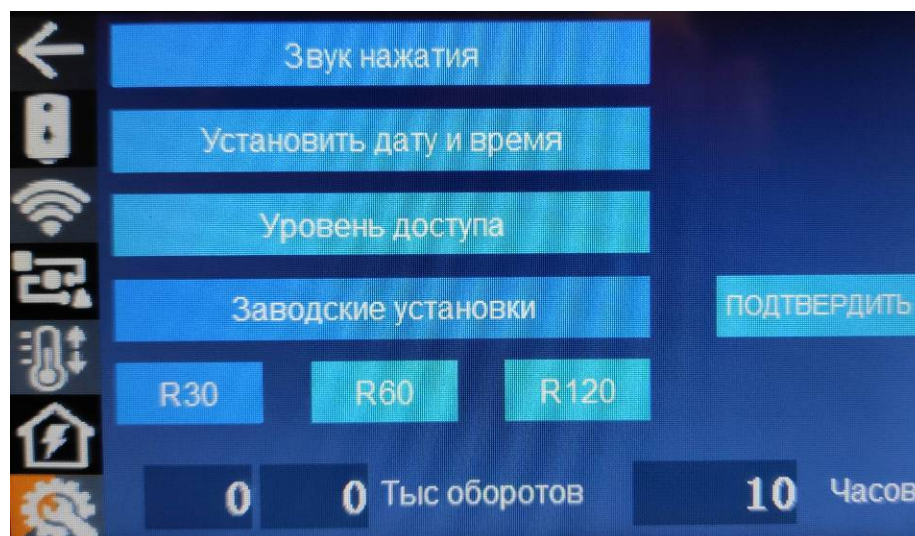 Звук нажатия
Установить дату и время
Уровень доступа
Заводские установки ПОДТВЕРДИТЬ
R30 R60 R120
0 0 Тыс оборотов 10 Часов